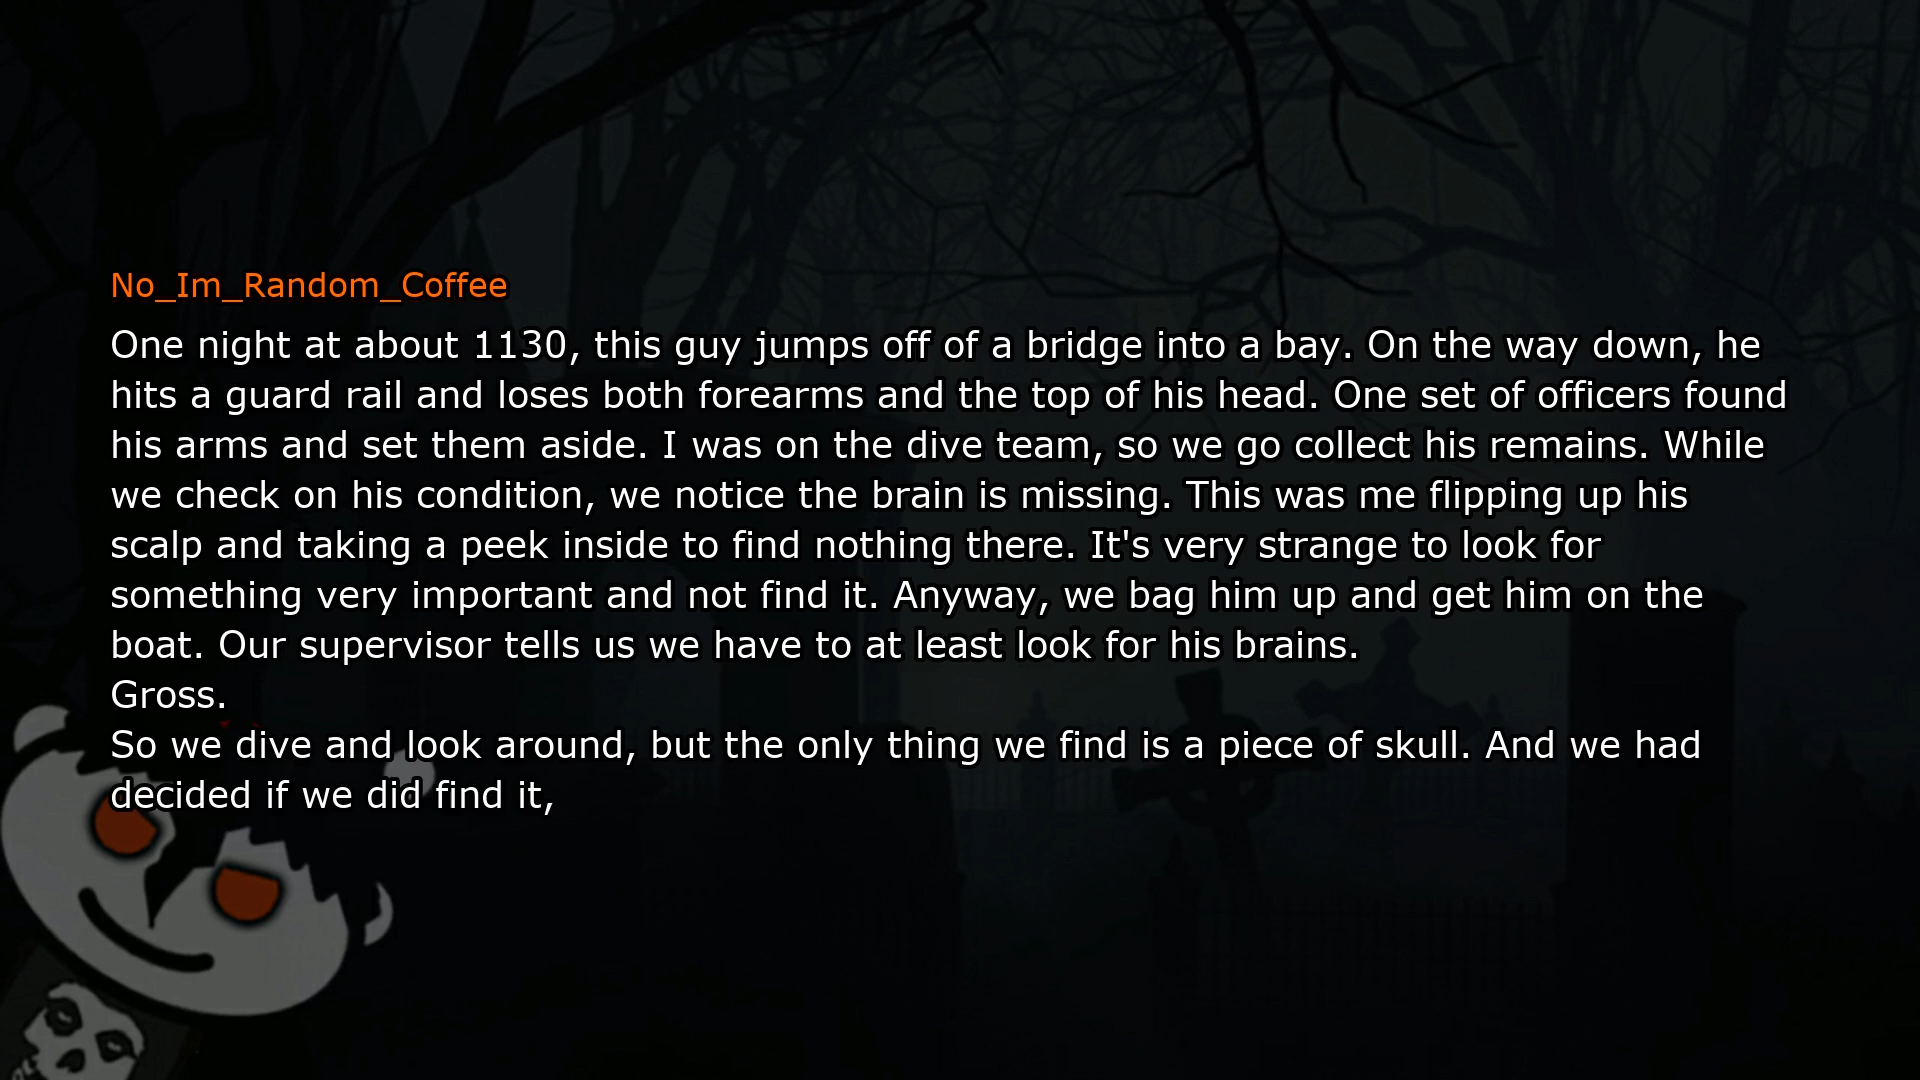 No_Im_Random_Coffee
One night at about 1130, this guy jumps off of a bridge into a bay. On the way down, he
hits a guard rail and loses both forearms and the top of his head. One set of officers found
his arms and set them aside. I was on the dive team, so we go collect his remains. While
we check on his condition, we notice the brain is missing. This was me flipping up his
scalp and taking a peek inside to find nothing there. It's very strange to look for
something very important and not find it. Anyway, we bag him up and get him on the
boat. Our supervisor tells us we have to at least look for his brains.
Gross.
So we dive and look around, but the only thing we find is a piece of skull. And we had
decided if we did find it,